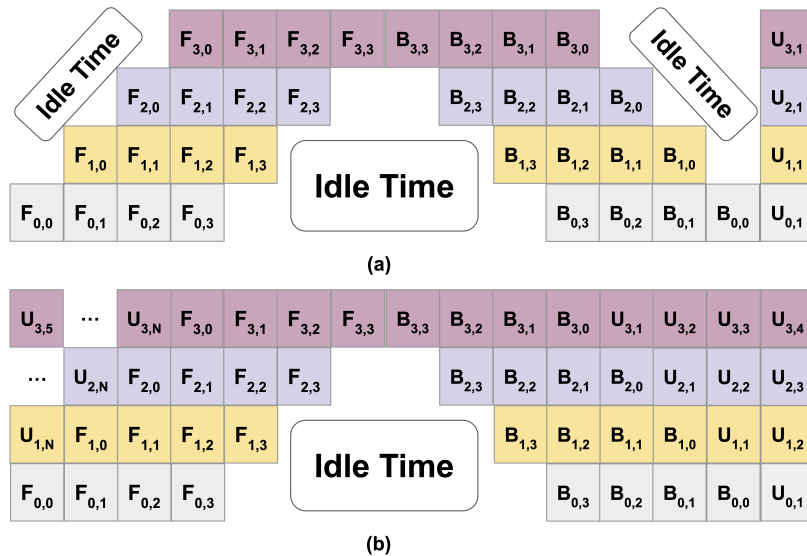 Idle Time F3,0 F3,1 F3,2 F3,3 B3,3 B3,2 B3,1 B3,0 Idle Time U3,1
F2,0 F2,1 F2,2 F2,3 B2,3 B2,2 B2,1 B2,0 U2,1
F1,0 F1,1 F1,2 F1,3 Idle Time B1,3 B1,2 B1,1 B1,0 U1,1
F0,0 F0,1 F0,2 F0,3 B0,3 B0,2 B0,1 B0,0 U0,1
(a)
U3,5 ... U3,N F3,0 F3,1 F3,2 F3,3 B3,3 B3,2 B3,1 B3,0 U3,1 U3,2 U3,3 U3,4
... U2,N F2,0 F2,1 F2,2 F2,3 B2,3 B2,2 B2,1 B2,0 U2,1 U2,2 U2,3
U1,N F1,0 F1,1 F1,2 F1,3 Idle Time B1,3 B1,2 B1,1 B1,0 U1,1 U1,2
F0,0 F0,1 F0,2 F0,3 B0,3 B0,2 B0,1 B0,0 U0,1
(b)